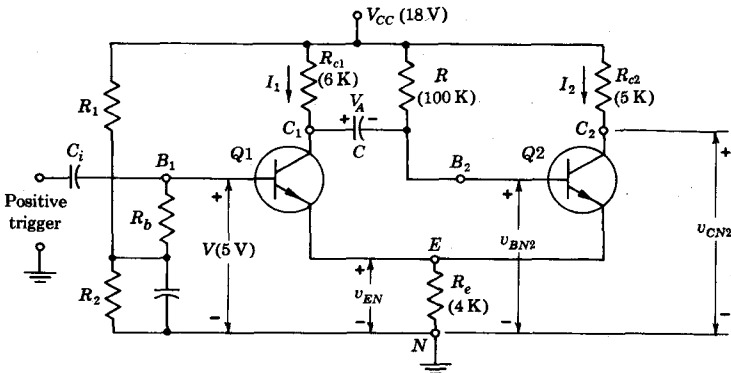 V_CC (18 V)
R_c1
(6 K)
I_1
R
(100 K)
I_2
R_c2
(5 K)
R_1
V_A
+ -
C_1
C
C_2
C_i
B_1
Q1
B_2
Q2
+
Positive
trigger
R_b
+
V(5 V)
+
v_BN2
v_CN2
E
+
R_2
v_EN
R_e
(4 K)
-
-
-
-
N